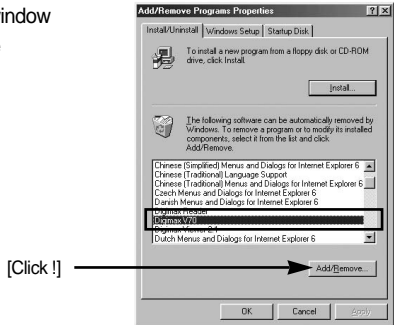 indow
Add/Remove Programs Properties
Install/Uninstall Windows Setup Startup Disk
To install a new program from a floppy disk or CD-ROM
drive, click Install.
Install...
The following software can be automatically removed by
Windows. To remove a program or to modify its installed
components, select it from the list and click
Add/Remove.
Chinese (Simplified) Menus and Dialogs for Internet Explorer 6
Chinese (Traditional) Language Support
Chinese (Traditional) Menus and Dialogs for Internet Explorer 6
Czech Menus and Dialogs for Internet Explorer 6
Danish Menus and Dialogs for Internet Explorer 6
Digimax Reader
Digimax V70
Digimax Viewer 2.1
Dutch Menus and Dialogs for Internet Explorer 6
[Click !]
Add/Remove...
OK Cancel Apply